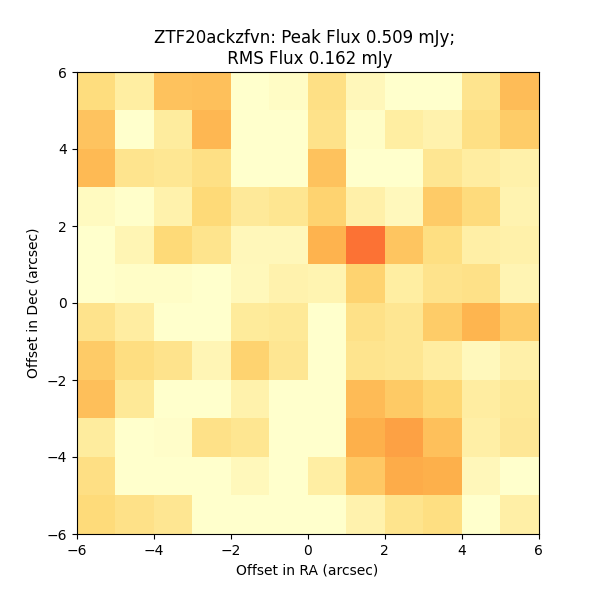 ZTF20ackzfvn: Peak Flux 0.509 mJy;
RMS Flux 0.162 mJy
6
4
2
0
−2
−4
−6
Offset in Dec (arcsec)
−6 −4 −2 0 2 4 6
Offset in RA (arcsec)